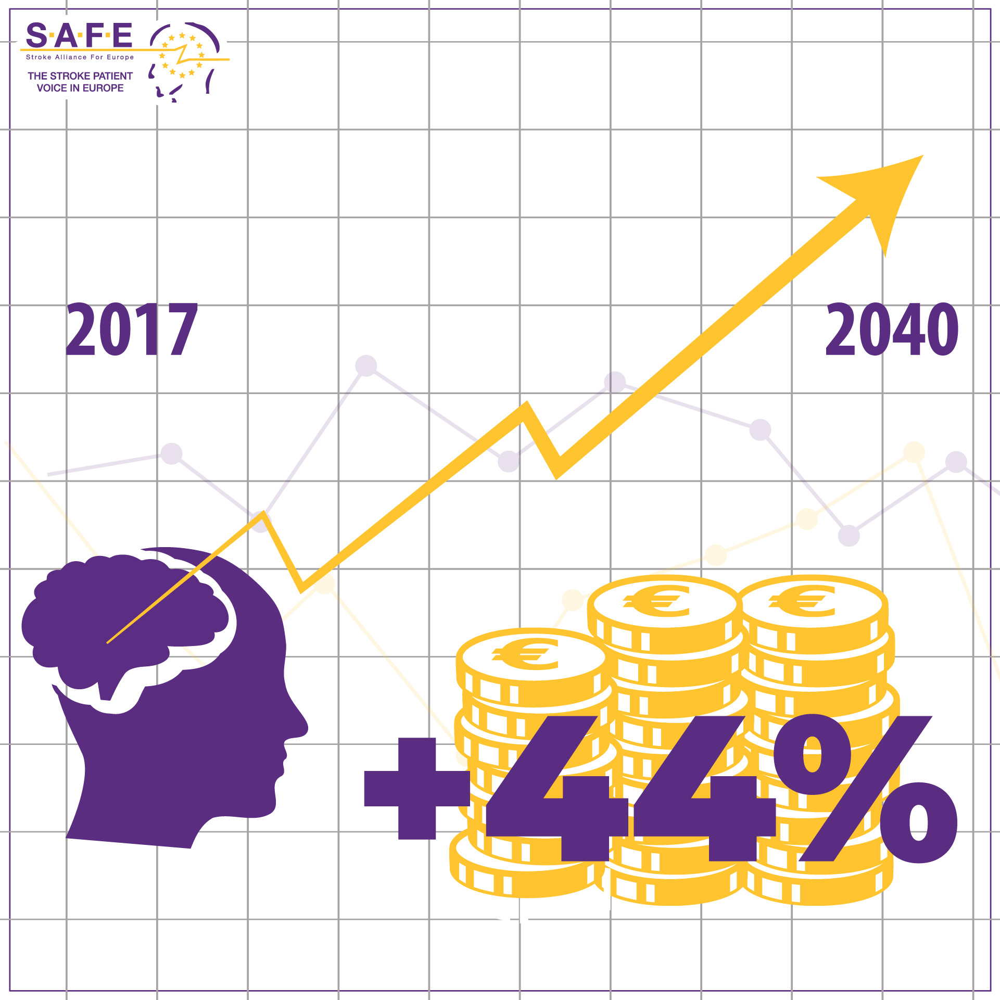 S·A·F·E
Stroke Alliance For Europe
THE STROKE PATIENT
VOICE IN EUROPE
2017
2040
€
€
€
+44%